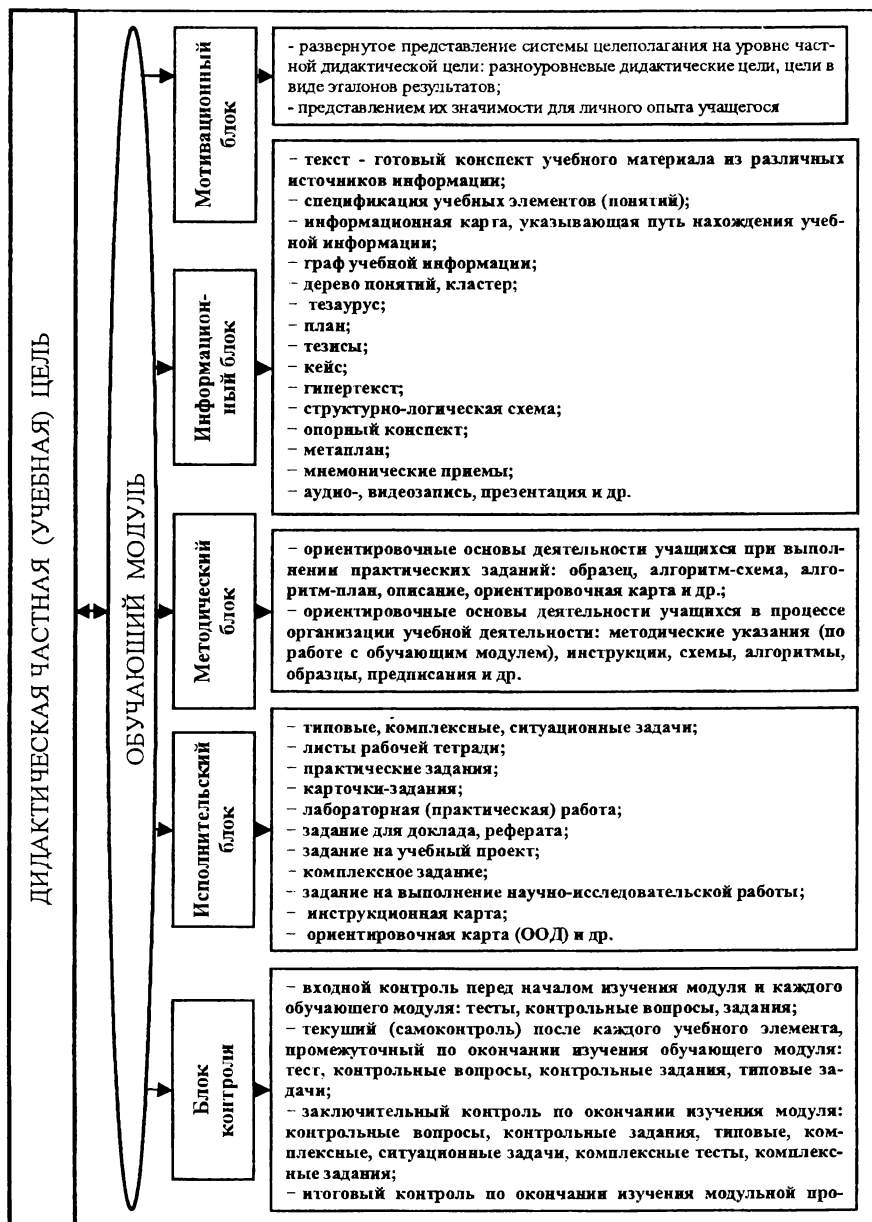 ДИДАКТИЧЕСКАЯ ЧАСТНАЯ (УЧЕБНАЯ) ЦЕЛЬ
ОБУЧАЮЩИЙ МОДУЛЬ
Мотивационный
блок
- развернутое представление системы целеполагания на уровне част-
ной дидактической цели: разноуровневые дидактические цели, цели в
виде эталонов результатов;
- представлением их значимости для личного опыта учащегося
Информацион-
ный блок
− текст - готовый конспект учебного материала из различных
источников информации;
− спецификация учебных элементов (понятий);
− информационная карта, указывающая путь нахождения учеб-
ной информации;
− граф учебной информации;
− дерево понятий, кластер;
− тезаурус;
− план;
− тезисы;
− кейс;
− гипертекст;
− структурно-логическая схема;
− опорный конспект;
− метаплан;
− мнемонические приемы;
− аудио-, видеозапись, презентация и др.
Методический
блок
− ориентировочные основы деятельности учащихся при выпол-
нении практических заданий: образец, алгоритм-схема, алго-
ритм-план, описание, ориентировочная карта и др.;
− ориентировочные основы деятельности учащихся в процессе
организации учебной деятельности: методические указания (по
работе с обучающим модулем), инструкции, схемы, алгоритмы,
образцы, предписания и др.
Исполнительский
блок
− типовые, комплексные, ситуационные задачи;
− листы рабочей тетради;
− практические задания;
− карточки-задания;
− лабораторная (практическая) работа;
− задание для доклада, реферата;
− задание на учебный проект;
− комплексное задание;
− задание на выполнение научно-исследовательской работы;
− инструкционная карта;
− ориентировочная карта (ООД) и др.
Блок
контроля
− входной контроль перед началом изучения модуля и каждого
обучающего модуля: тесты, контрольные вопросы, задания;
− текущий (самоконтроль) после каждого учебного элемента,
промежуточный по окончании изучения обучающего модуля:
тест, контрольные вопросы, контрольные задания, типовые за-
дачи;
− заключительный контроль по окончании изучения модуля:
контрольные вопросы, контрольные задания, типовые, ком-
плексные, ситуационные задачи, комплексные тесты, комплекс-
ные задания;
− итоговый контроль по окончании изучения модульной про-